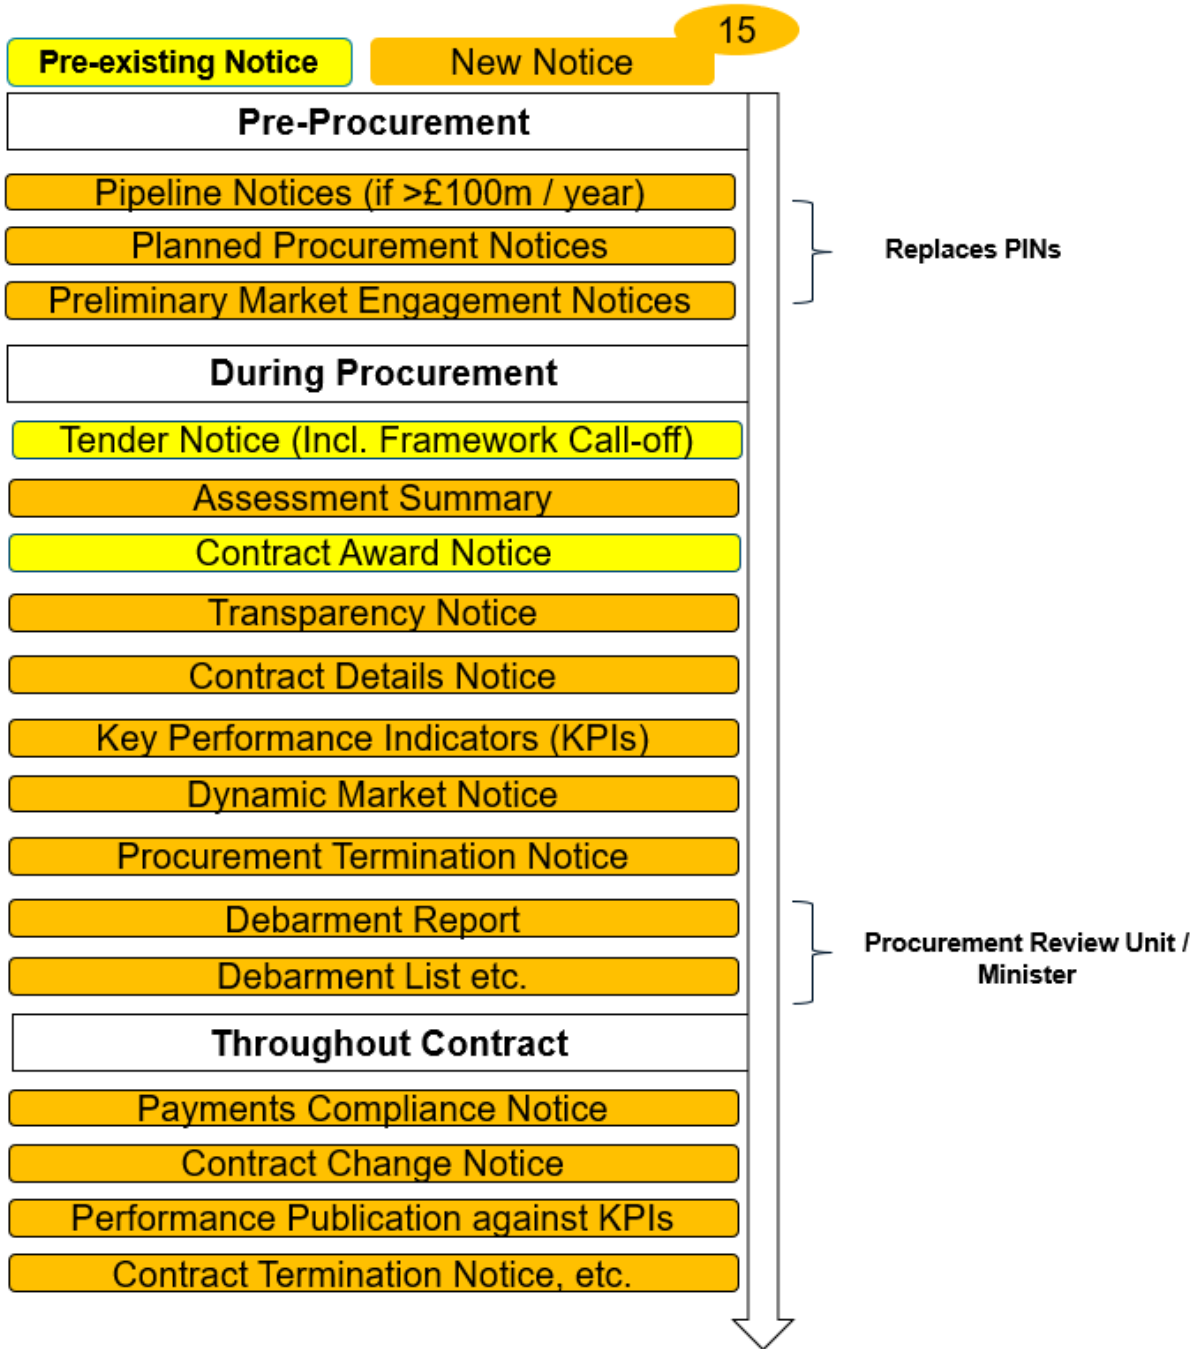 15
Pre-existing Notice
New Notice
Pre-Procurement
Pipeline Notices (if >£100m / year)
Planned Procurement Notices
Preliminary Market Engagement Notices
Replaces PINs
During Procurement
Tender Notice (Incl. Framework Call-off)
Assessment Summary
Contract Award Notice
Transparency Notice
Contract Details Notice
Key Performance Indicators (KPIs)
Dynamic Market Notice
Procurement Termination Notice
Debarment Report
Debarment List etc.
Procurement Review Unit /
Minister
Throughout Contract
Payments Compliance Notice
Contract Change Notice
Performance Publication against KPIs
Contract Termination Notice, etc.